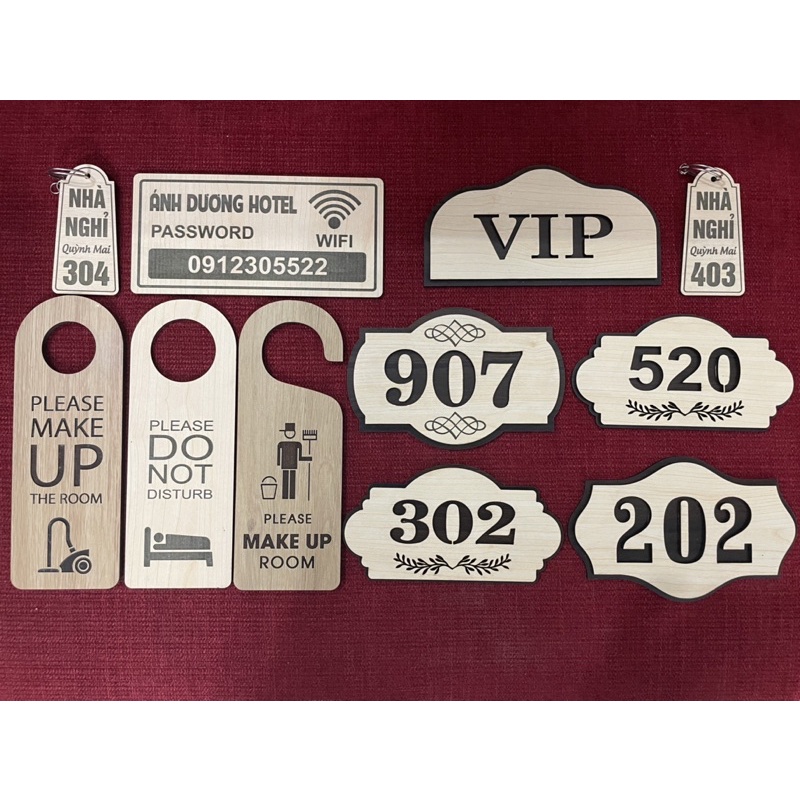 NHÀ
NGHỈ
Quỳnh Mai
304
ÁNH DƯƠNG HOTEL
PASSWORD
WIFI
0912305522
VIP
NHÀ
NGHỈ
Quỳnh Mai
403
PLEASE
MAKE
UP
THE ROOM
PLEASE
DO
NOT
DISTURB
PLEASE
MAKE UP
ROOM
907
520
302
202